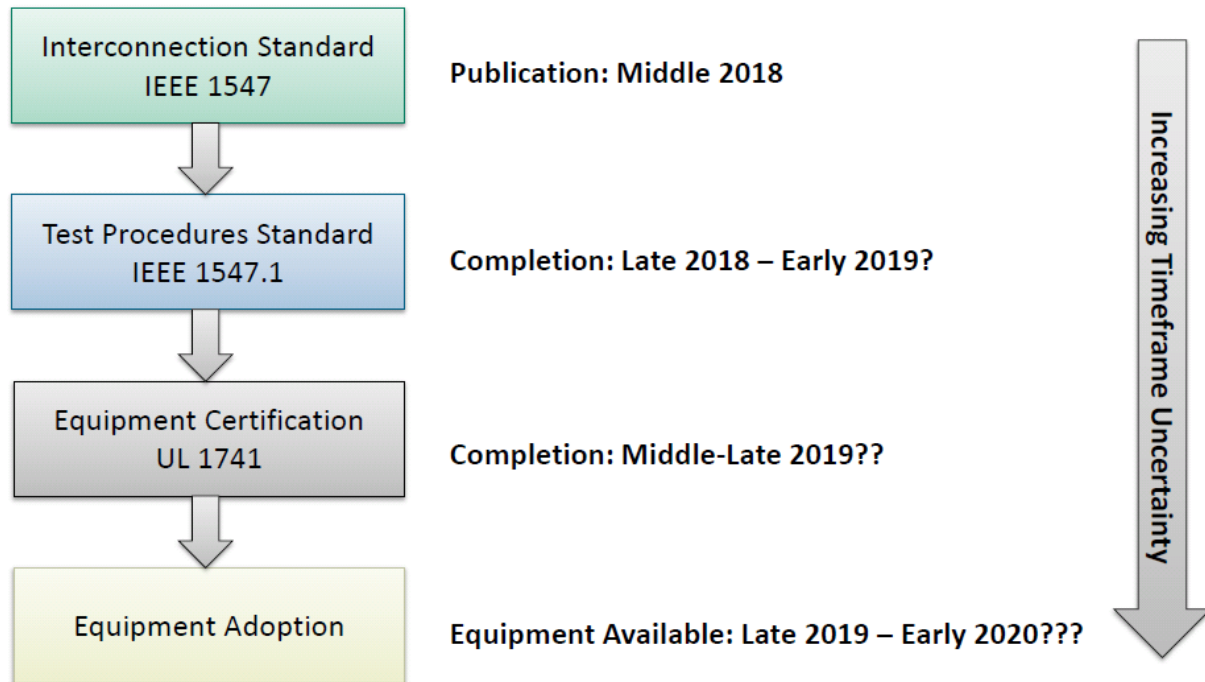 Interconnection Standard
IEEE 1547
Publication: Middle 2018
Test Procedures Standard
IEEE 1547.1
Completion: Late 2018 – Early 2019?
Equipment Certification
UL 1741
Completion: Middle-Late 2019??
Equipment Adoption
Equipment Available: Late 2019 – Early 2020???
Increasing Timeframe Uncertainty